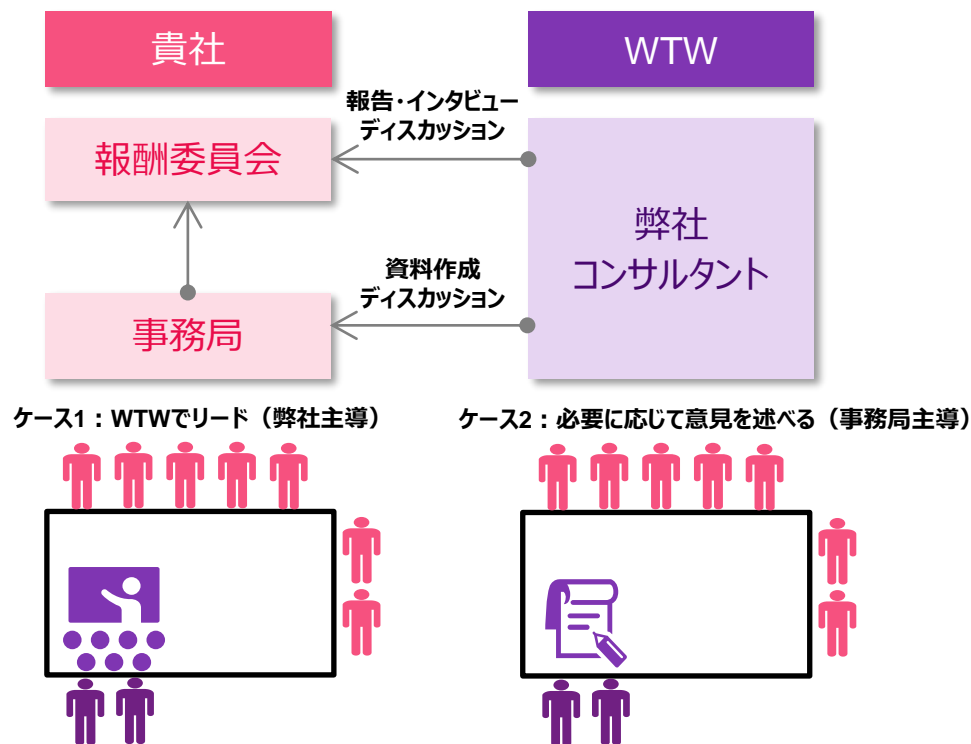 貴社
WTW
報告・インタビュー
ディスカッション
報酬委員会
弊社
コンサルタント
資料作成
ディスカッション
事務局
ケース1：WTWでリード（弊社主導）
ケース2：必要に応じて意見を述べる（事務局主導）